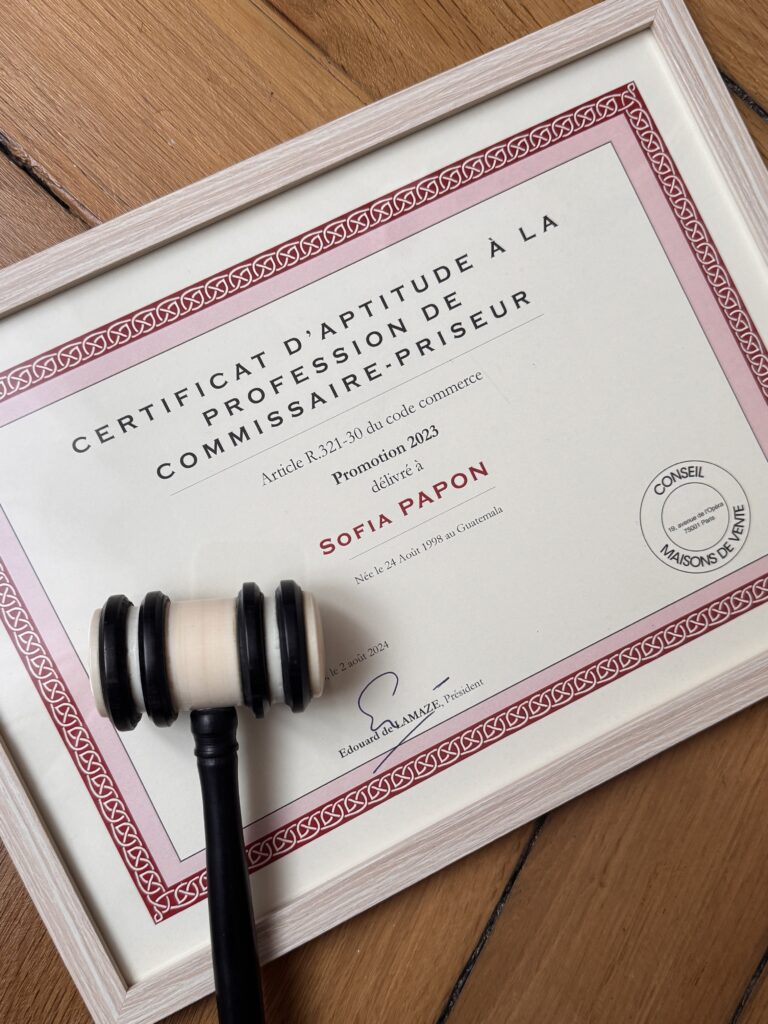 CERTIFICAT D'APTITUDE À LA
PROFESSION DE
COMMISSAIRE-PRISEUR
Article R.321-30 du code commerce
Promotion 2023
délivré à
SOFIA PAPON
Née le 24 Août 1998 au Guatemala
, le 2 août 2024
Edouard de LAMAZE, Président
CONSEIL
19, avenue de l'Opéra
75001 Paris
MAISONS DE VENTE